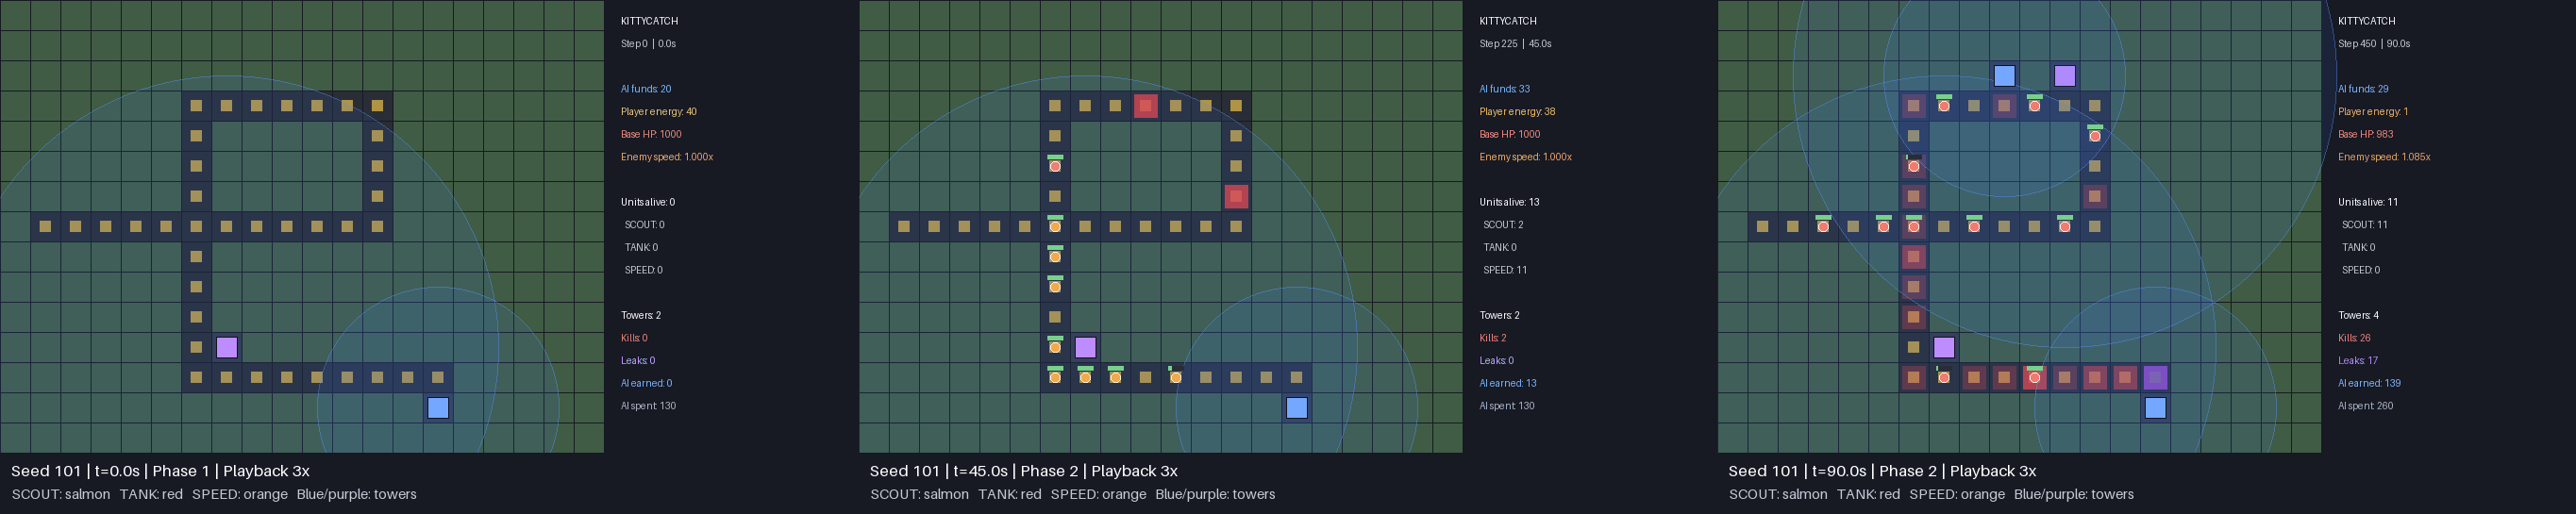 KITTYCATCH
Step 0 | 0.0s
AI funds: 20
Player energy: 40
Base HP: 1000
Enemy speed: 1.000x
Units alive: 0
SCOUT: 0
TANK: 0
SPEED: 0
Towers: 2
Kills: 0
Leaks: 0
AI earned: 0
AI spent: 130
Seed 101 | t=0.0s | Phase 1 | Playback 3x
SCOUT: salmon TANK: red SPEED: orange Blue/purple: towers
KITTYCATCH
Step 225 | 45.0s
AI funds: 33
Player energy: 38
Base HP: 1000
Enemy speed: 1.000x
Units alive: 13
SCOUT: 2
TANK: 0
SPEED: 11
Towers: 2
Kills: 2
Leaks: 0
AI earned: 13
AI spent: 130
Seed 101 | t=45.0s | Phase 2 | Playback 3x
SCOUT: salmon TANK: red SPEED: orange Blue/purple: towers
KITTYCATCH
Step 450 | 90.0s
AI funds: 29
Player energy: 1
Base HP: 983
Enemy speed: 1.085x
Units alive: 11
SCOUT: 11
TANK: 0
SPEED: 0
Towers: 4
Kills: 26
Leaks: 17
AI earned: 139
AI spent: 260
Seed 101 | t=90.0s | Phase 2 | Playback 3x
SCOUT: salmon TANK: red SPEED: orange Blue/purple: towers